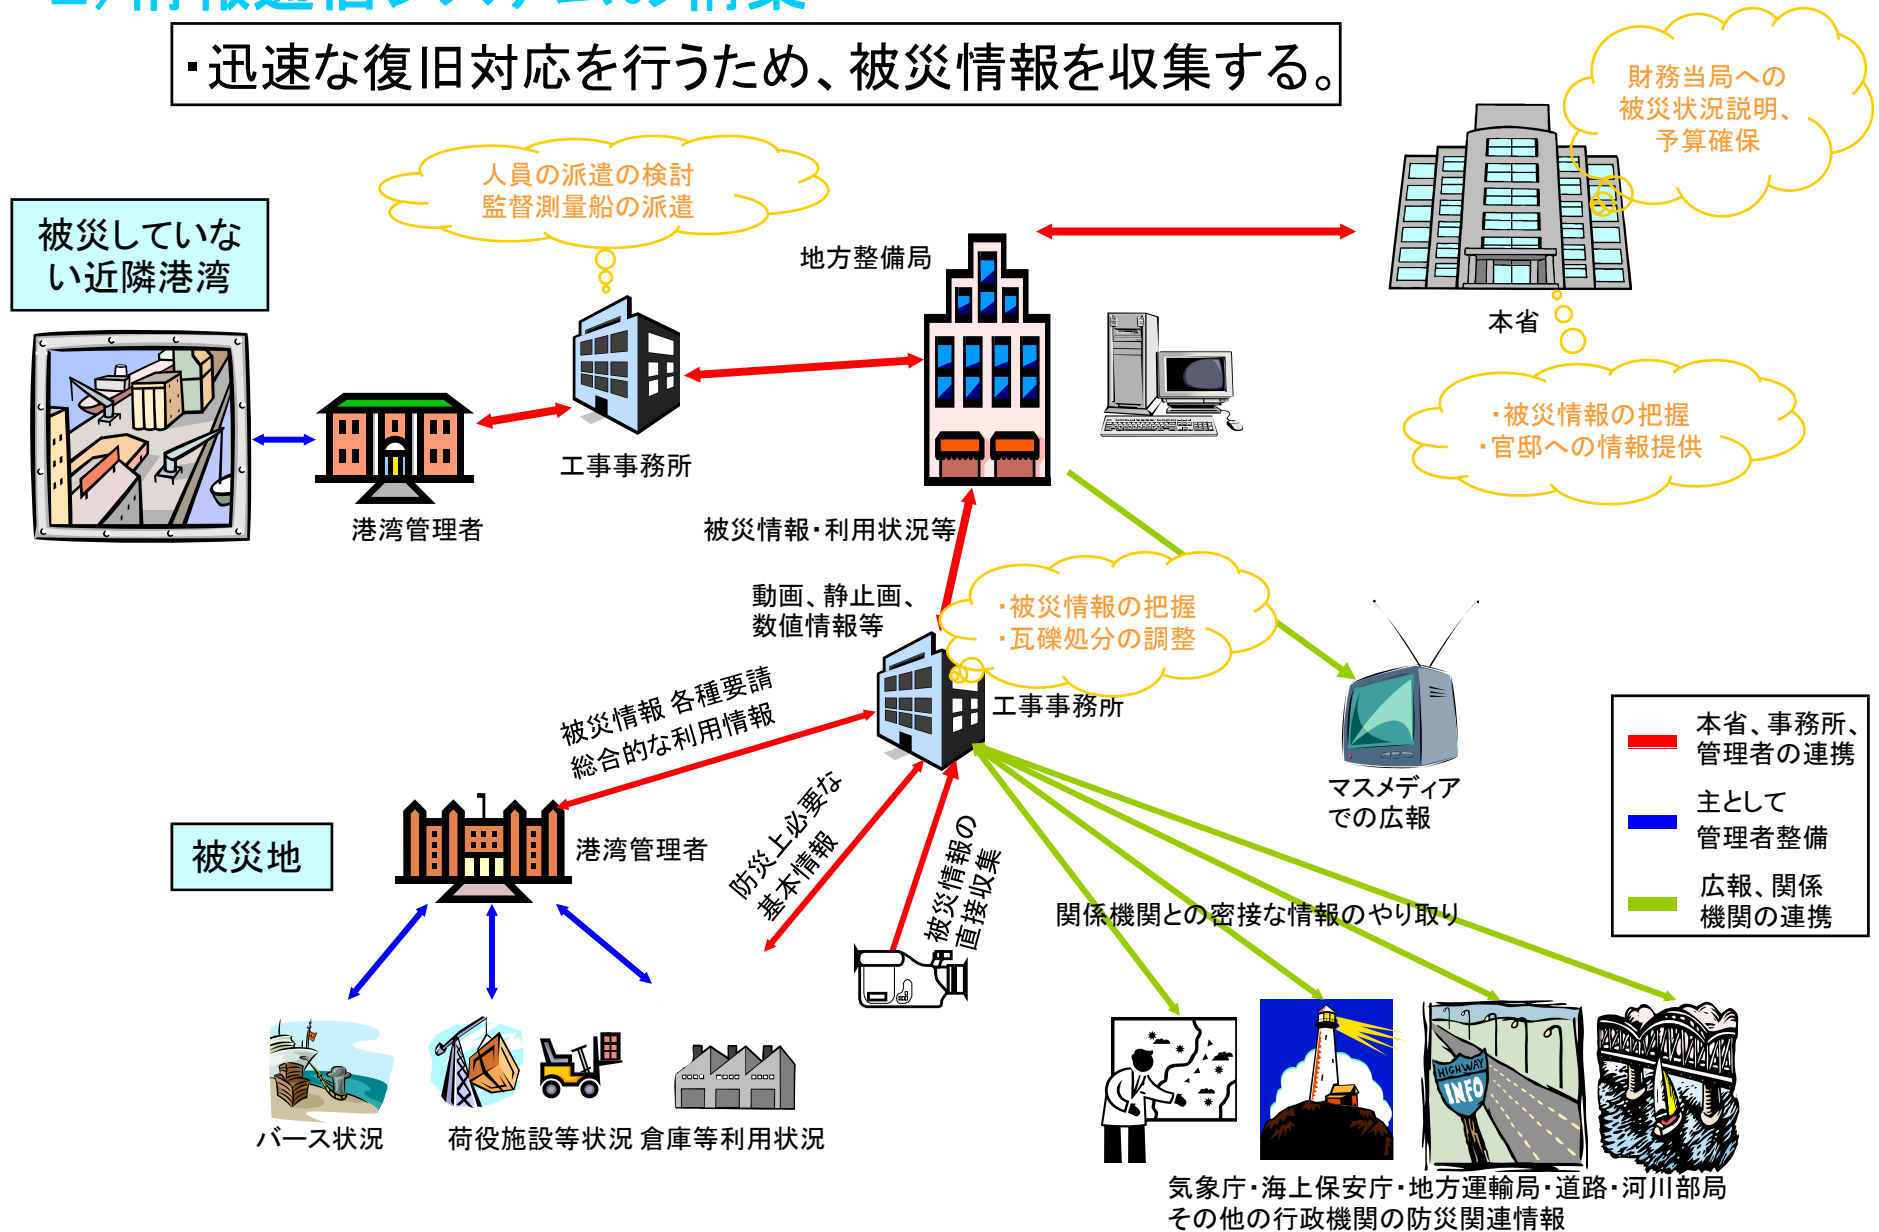 2)情報通信システムの構築
・迅速な復旧対応を行うため、被災情報を収集する。
財務当局への
被災状況説明、
予算確保
人員の派遣の検討
監督測量船の派遣
被災していな
い近隣港湾
地方整備局
本省
・被災情報の把握
・官邸への情報提供
工事事務所
港湾管理者
被災情報・利用状況等
動画、静止画、
数値情報等
・被災情報の把握
・瓦礫処分の調整
工事事務所
被災情報 各種要請
総合的な利用情報
マスメディア
での広報
本省、事務所、
管理者の連携
主として
管理者整備
広報、関係
機関の連携
被災地
港湾管理者
防災上必要な
基本情報
被災情報の
直接収集
関係機関との密接な情報のやり取り
HIGHWAY
INFO
バース状況
荷役施設等状況
倉庫等利用状況
気象庁・海上保安庁・地方運輸局・道路・河川部局
その他の行政機関の防災関連情報